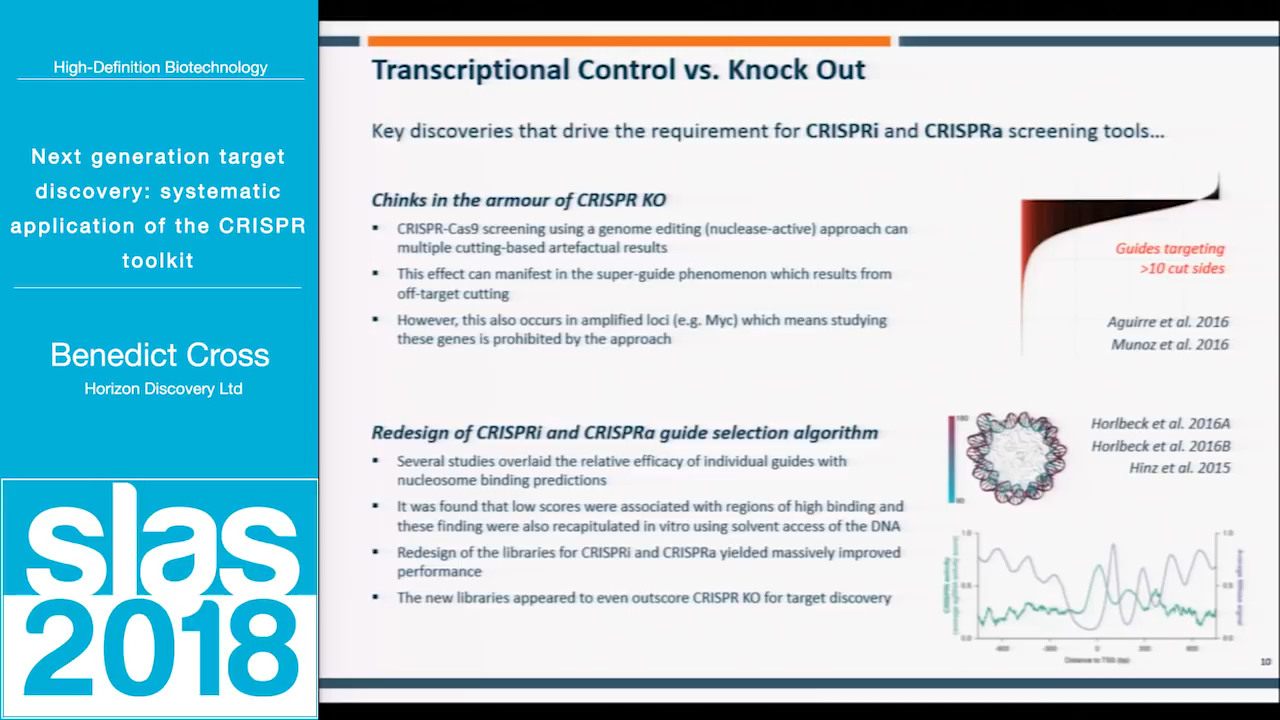 High-Definition Biotechnology
Next generation target
discovery: systematic
application of the CRISPR
toolkit
Benedict Cross
Horizon Discovery Ltd
slas
2018
Transcriptional Control vs. Knock Out
Key discoveries that drive the requirement for CRISPRi and CRISPRa screening tools...
Chinks in the armour of CRISPR KO
▪ CRISPR-Cas9 screening using a genome editing (nuclease-active) approach can
multiple cutting-based artefactual results
▪ This effect can manifest in the super-guide phenomenon which results from
off-target cutting
▪ However, this also occurs in amplified loci (e.g. Myc) which means studying
these genes is prohibited by the approach
Guides targeting
>10 cut sides
Aguirre et al. 2016
Munoz et al. 2016
Redesign of CRISPRi and CRISPRa guide selection algorithm
▪ Several studies overlaid the relative efficacy of individual guides with
nucleosome binding predictions
▪ It was found that low scores were associated with regions of high binding and
these finding were also recapitulated in vitro using solvent access of the DNA
▪ Redesign of the libraries for CRISPRi and CRISPRa yielded massively improved
performance
▪ The new libraries appeared to even outscore CRISPR KO for target discovery
Horlbeck et al. 2016A
Horlbeck et al. 2016B
Hinz et al. 2015
Distance to TSS (bp)
10